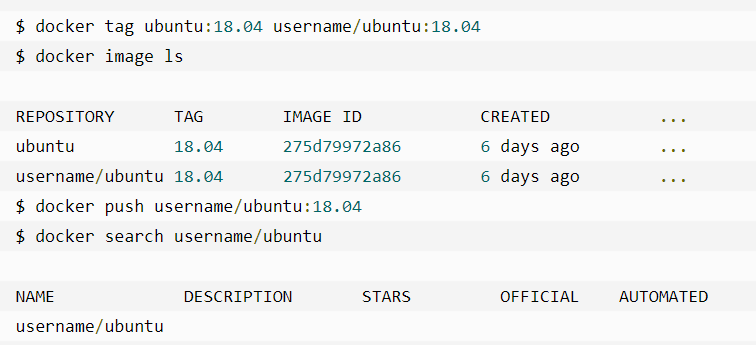 $ docker tag ubuntu:18.04 username/ubuntu:18.04
$ docker image ls
REPOSITORY TAG IMAGE ID CREATED ...
ubuntu 18.04 275d79972a86 6 days ago ...
username/ubuntu 18.04 275d79972a86 6 days ago ...
$ docker push username/ubuntu:18.04
$ docker search username/ubuntu
NAME DESCRIPTION STARS OFFICIAL AUTOMATED
username/ubuntu